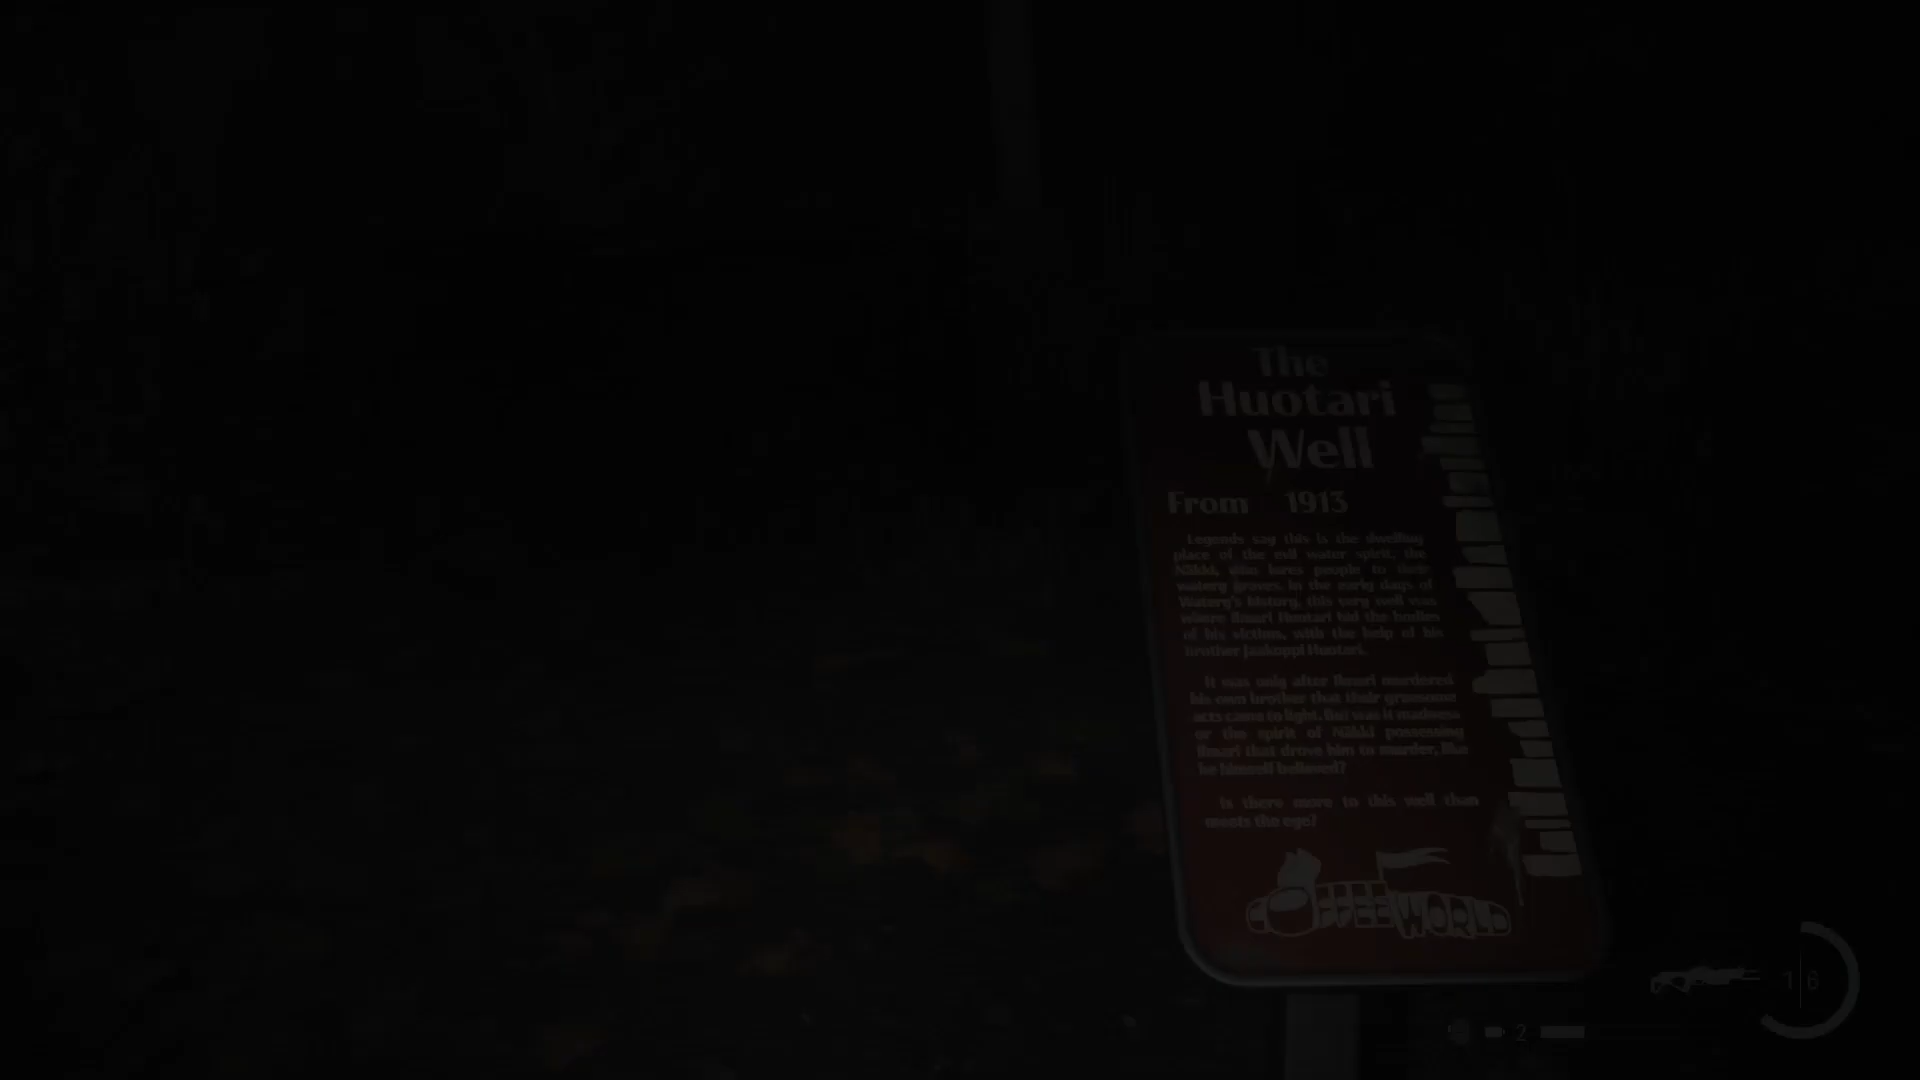 The
Huotari
Well
From 1913
Legends say this is the dwelling
place of the evil water spirit, the
Näkki, who lures people to their
watery graves. In the early days of
Watery's history, this very well was
where Ilmari Huotari hid the bodies
of his victims, with the help of his
brother Jaakoppi Huotari.
It was only after Ilmari murdered
his own brother that their gruesome
acts came to light. But was it madness
or the spirit of Näkki possessing
Ilmari that drove him to murder, like
he himself believed?
Is there more to this well than
meets the eye?
COFFEE WORLD
1 6
2